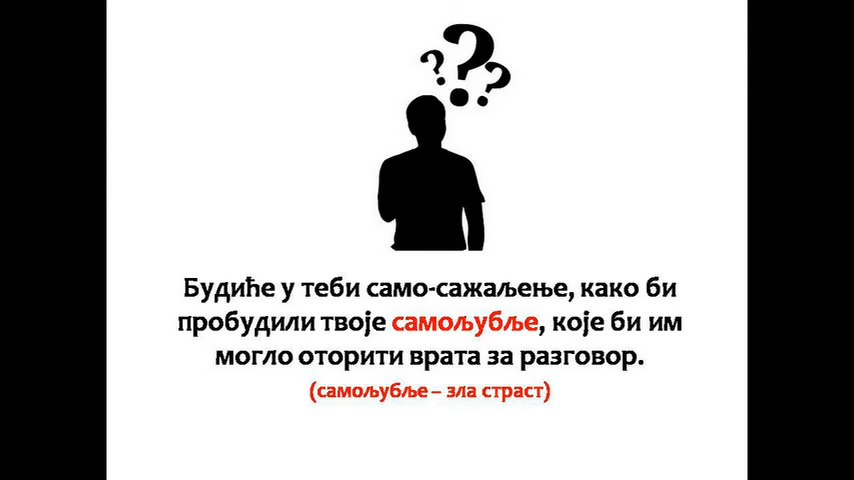 Будиће у теби само-сажаљење, како би
пробудили твоје самољубље, које би им
могло оторити врата за разговор.
(самољубље – зла страст)